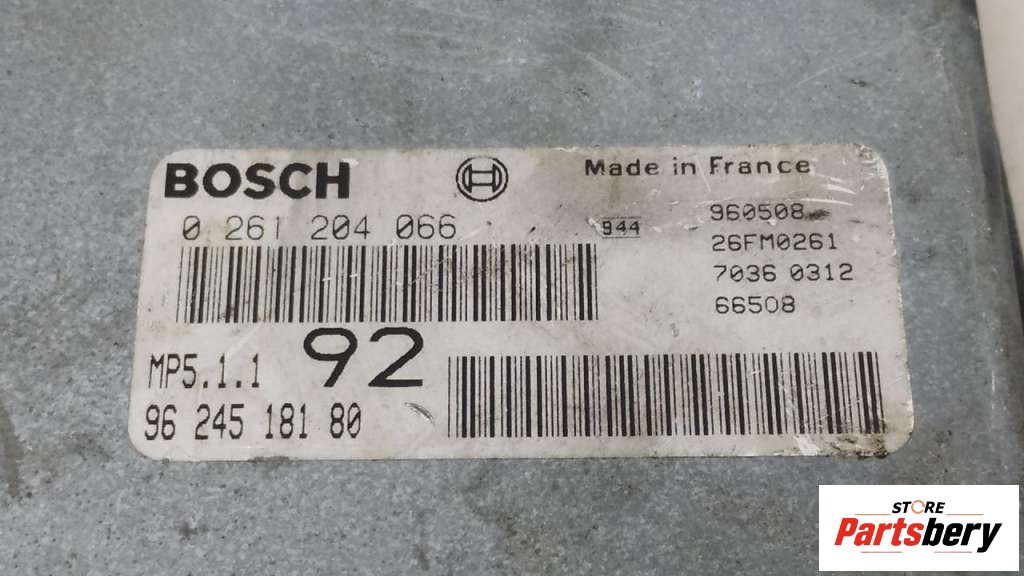 BOSCH
Made in France
0 261 204 066
944
960508
26FM0261
7036 0312
66508
MP5.1.1
92
96 245 181 80
STORE
Partsbery